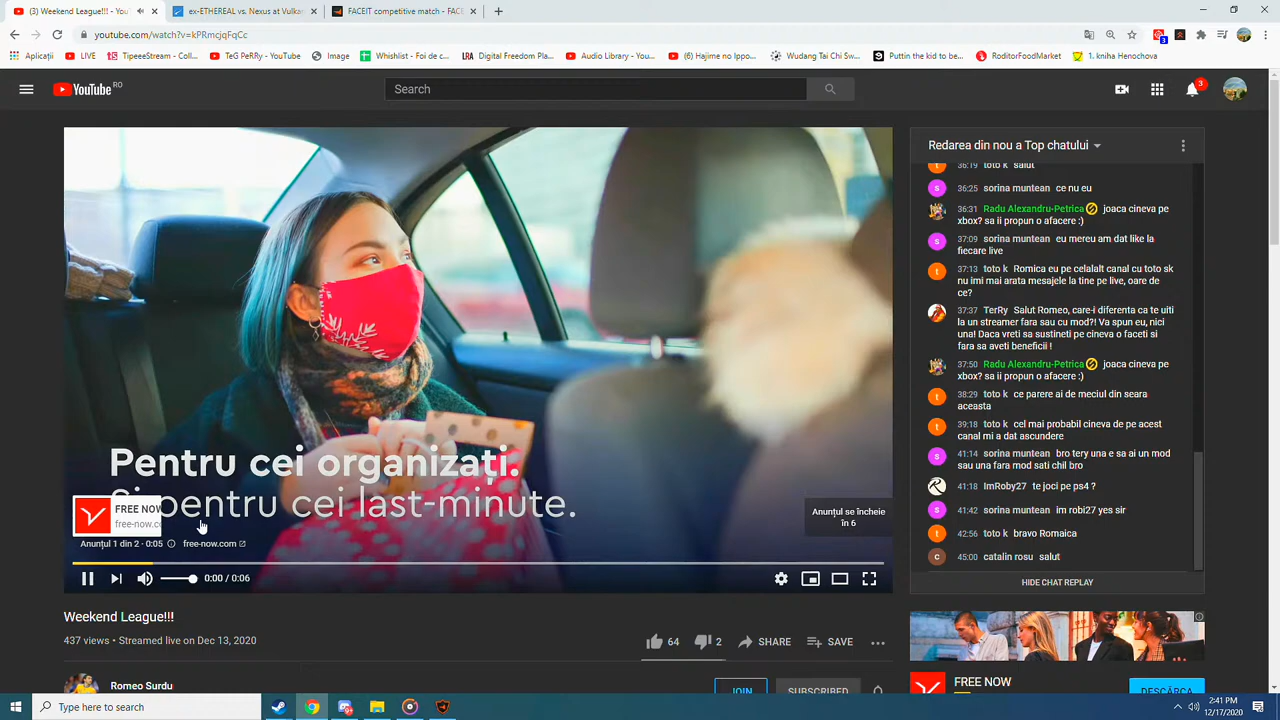 (3) Weekend League!!! - YouTu
ex-ETHEREAL vs. Nexus at Vulka
FACEIT competitive match - FACE
youtube.com/watch?v=kPRmcjqFqCc
Aplicații
LIVE
TipeeeStream - Coll...
TeG PeRRy - YouTube
Image
Whishlist - Foi de c...
LRA Digital Freedom Pla...
Audio Library - You...
(3) Hajime no Ippo...
Wudang Tai Chi Sw...
Puttin the kid to be...
RoditorFoodMarket
1. kniha Henochova
3
YouTube RO
Search
3
Pentru cei organizați.
Și pentru cei last-minute.
FREE NOW
free-now.co
Anunțul 1 din 2 · 0:05
free-now.com
Anunțul se încheie
în 6
0:00 / 0:06
Weekend League!!!
437 views • Streamed live on Dec 13, 2020
64
2
SHARE
SAVE
Romeo Surdu
JOIN
SUBSCRIBED
Redarea din nou a Top chatului
36:19 toto k salut
36:25 sorina muntean ce nu eu
36:31 Radu Alexandru-Petrica joaca cineva pe
xbox? sa ii propun o afacere :)
37:09 sorina muntean eu mereu am dat like la
fiecare live
37:13 toto k Romica eu pe celalalt canal cu toto sk
nu imi mai arata mesajele la tine pe live, oare de
ce?
37:37 TerRy Salut Romeo, care-i diferenta ca te uiti
la un streamer fara sau cu mod?! Va spun eu, nici
una! Daca vreti sa sustineti pe cineva o faceti si
fara sa aveti beneficii !
37:50 Radu Alexandru-Petrica joaca cineva pe
xbox? sa ii propun o afacere :)
38:29 toto k ce parere ai de meciul din seara
aceasta
39:18 toto k cel mai probabil cineva de pe acest
canal mi a dat ascundere
41:14 sorina muntean bro tery una e sa ai un mod
sau una fara mod sati chil bro
41:18 ImRoby27 te joci pe ps4 ?
41:42 sorina muntean im robi27 yes sir
42:56 toto k bravo Romaica
45:00 catalin rosu salut
HIDE CHAT REPLAY
FREE NOW
DESCĂRCA
Type here to search
2:41 PM
12/17/2020